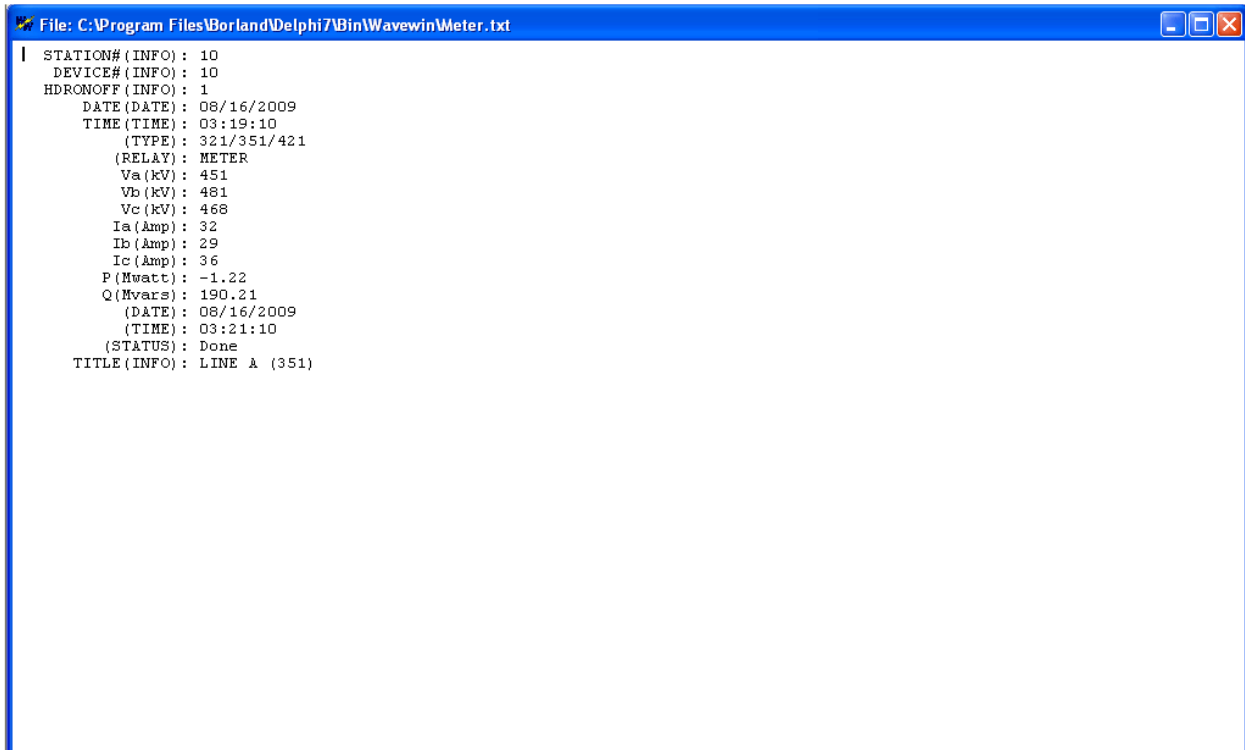 File: C:\Program Files\Borland\Delphi7\Bin\Wavewin\Meter.txt
STATION#(INFO): 10
DEVICE#(INFO): 10
HDRONOFF(INFO): 1
DATE(DATE): 08/16/2009
TIME(TIME): 03:19:10
(TYPE): 321/351/421
(RELAY): METER
Va(kV): 451
Vb(kV): 481
Vc(kV): 468
Ia(Amp): 32
Ib(Amp): 29
Ic(Amp): 36
P(Mwatt): -1.22
Q(Mvars): 190.21
(DATE): 08/16/2009
(TIME): 03:21:10
(STATUS): Done
TITLE(INFO): LINE A (351)